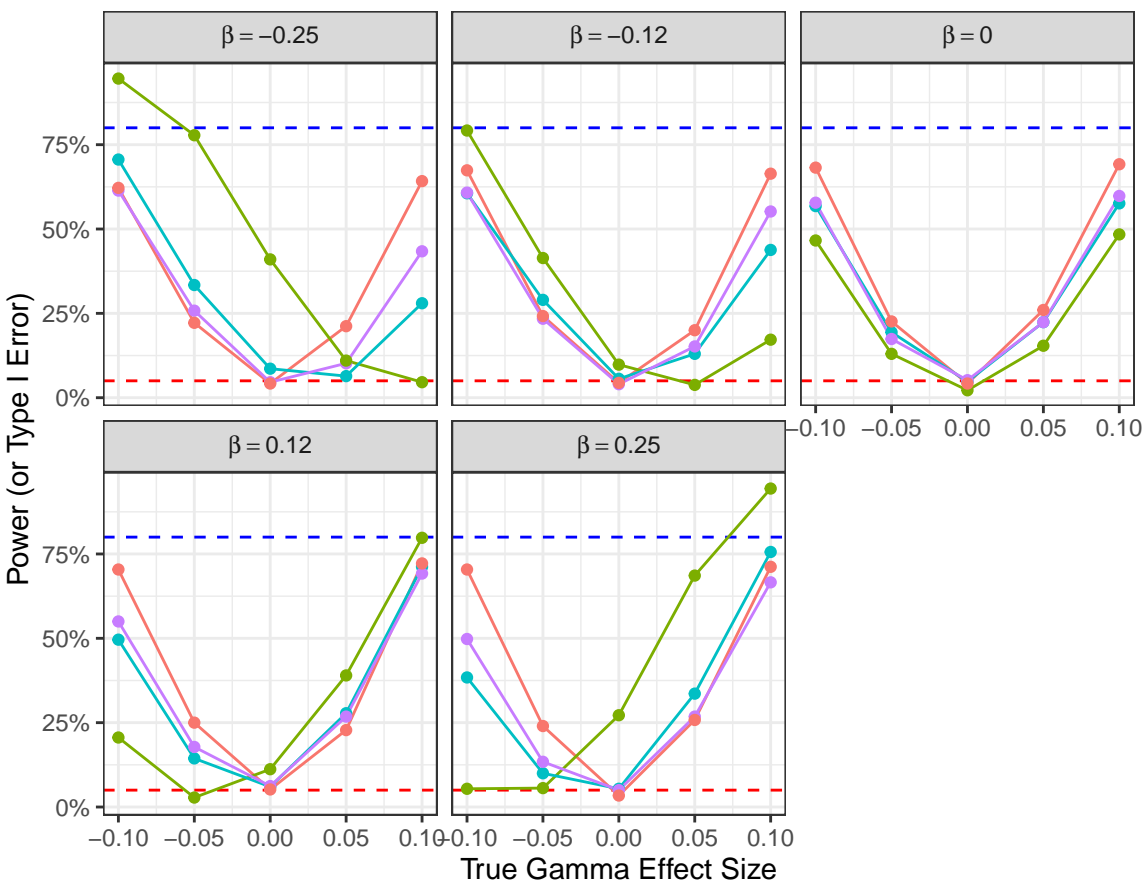 β = −0.25
β = −0.12
β = 0
75%
50%
25%
0%
−0.10 −0.05 0.00 0.05 0.10
β = 0.12
β = 0.25
75%
50%
25%
0%
−0.10 −0.05 0.00 0.05 0.10
−0.10 −0.05 0.00 0.05 0.10
True Gamma Effect Size
Power (or Type I Error)